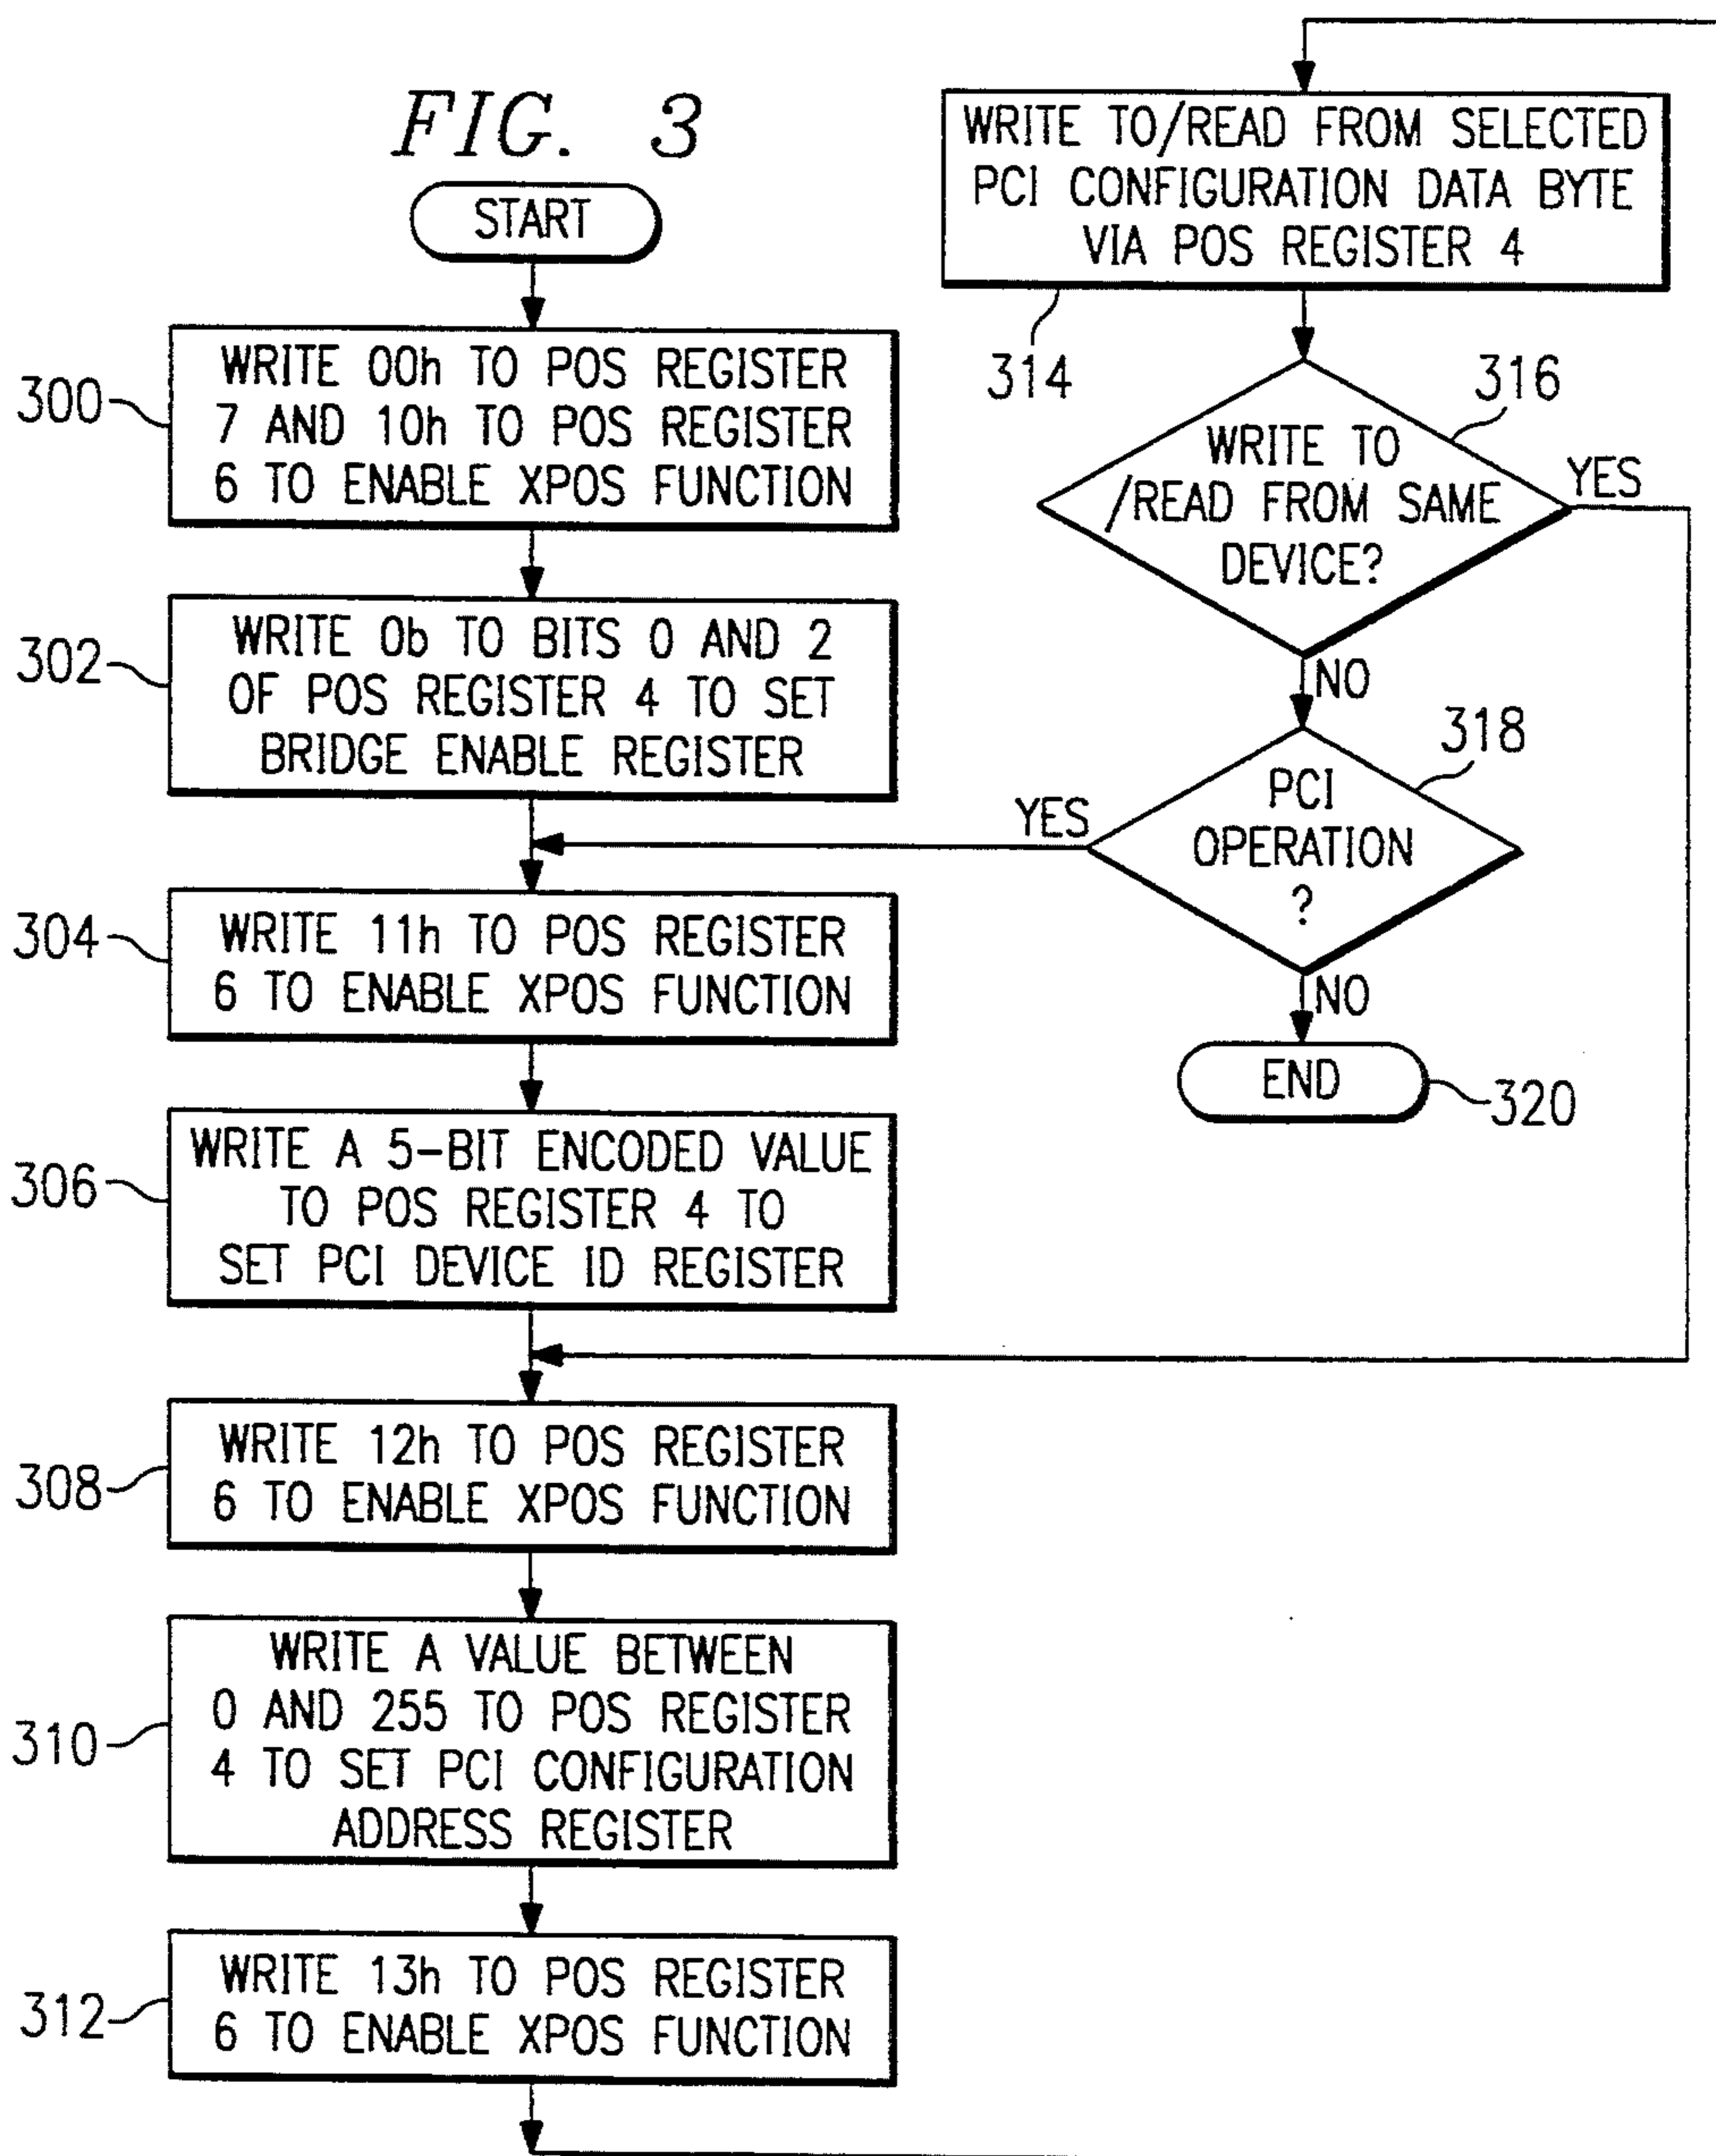 FIG. 3
START
300
WRITE 00h TO POS REGISTER
7 AND 10h TO POS REGISTER
6 TO ENABLE XPOS FUNCTION
302
WRITE 0b TO BITS 0 AND 2
OF POS REGISTER 4 TO SET
BRIDGE ENABLE REGISTER
304
WRITE 11h TO POS REGISTER
6 TO ENABLE XPOS FUNCTION
306
WRITE A 5-BIT ENCODED VALUE
TO POS REGISTER 4 TO
SET PCI DEVICE ID REGISTER
308
WRITE 12h TO POS REGISTER
6 TO ENABLE XPOS FUNCTION
310
WRITE A VALUE BETWEEN
0 AND 255 TO POS REGISTER
4 TO SET PCI CONFIGURATION
ADDRESS REGISTER
312
WRITE 13h TO POS REGISTER
6 TO ENABLE XPOS FUNCTION
WRITE TO/READ FROM SELECTED
PCI CONFIGURATION DATA BYTE
VIA POS REGISTER 4
314
316
WRITE TO
/READ FROM SAME
DEVICE?
YES
NO
318
PCI
OPERATION
?
YES
NO
END
320